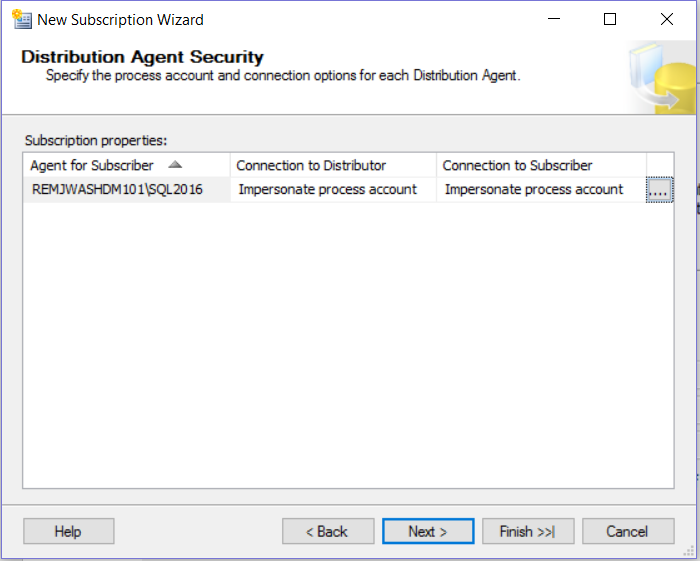 New Subscription Wizard
Distribution Agent Security
Specify the process account and connection options for each Distribution Agent.
Subscription properties:
Agent for Subscriber Connection to Distributor Connection to Subscriber
REMJWASHDM101\SQL2016 Impersonate process account Impersonate process account ....
Help < Back Next > Finish >>| Cancel